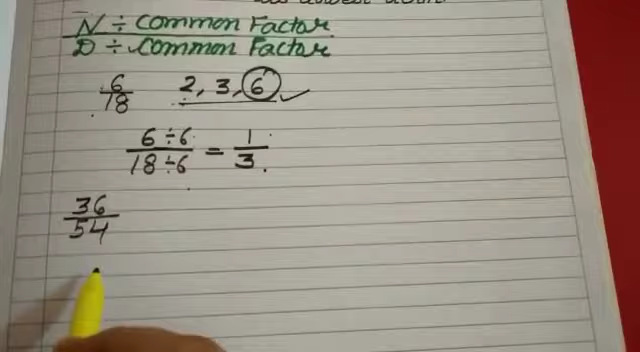 N ÷ Common Factor
D ÷ Common Factor
6/18 2, 3, 6 ✓
6 ÷ 6 / 18 ÷ 6 = 1/3
36/54